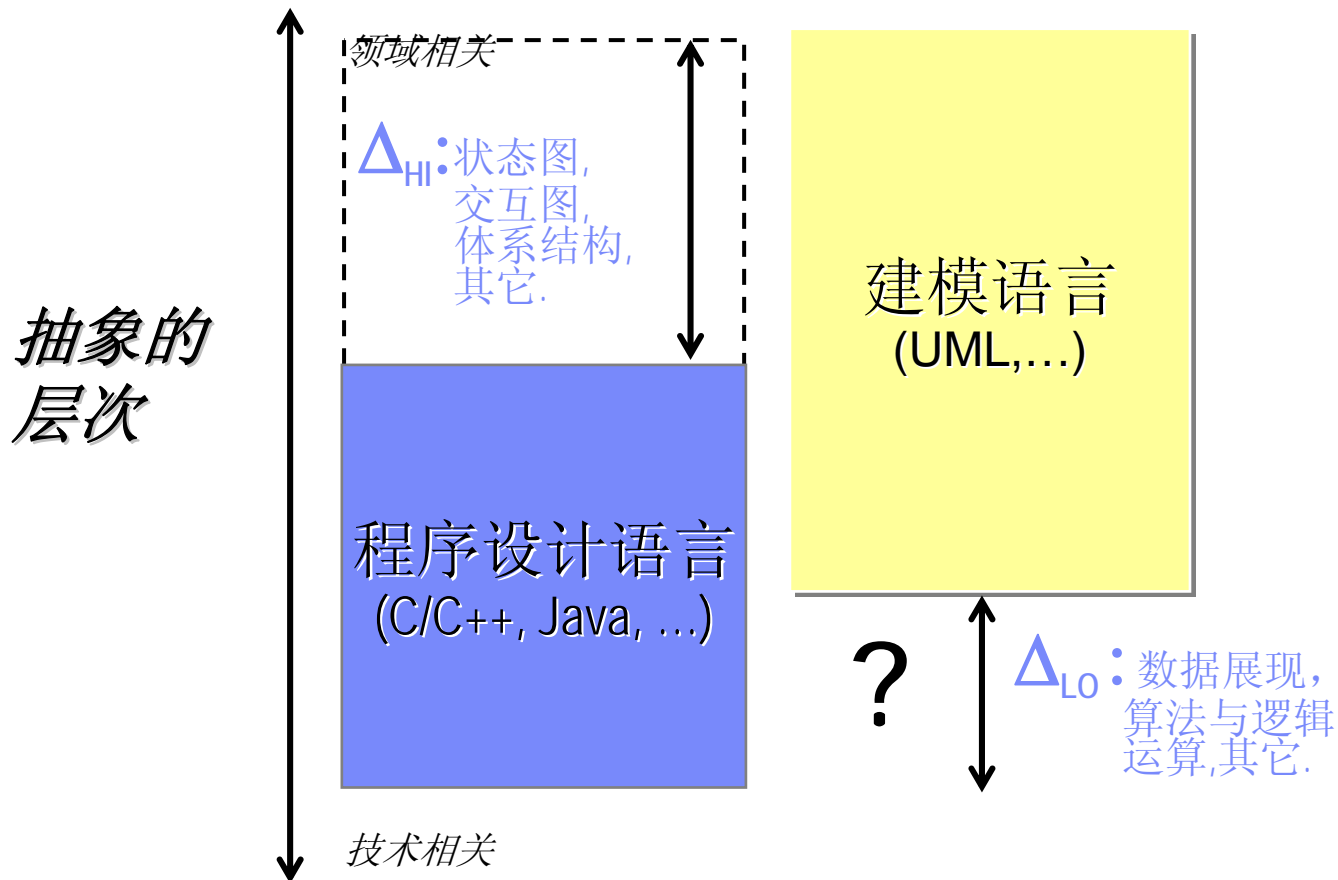 抽象的
层次
领域相关
ΔHI:状态图,
交互图,
体系结构,
其它.
程序设计语言
(C/C++, Java, …)
技术相关
建模语言
(UML,…)
?
ΔLO:数据展现，
算法与逻辑
运算,其它.